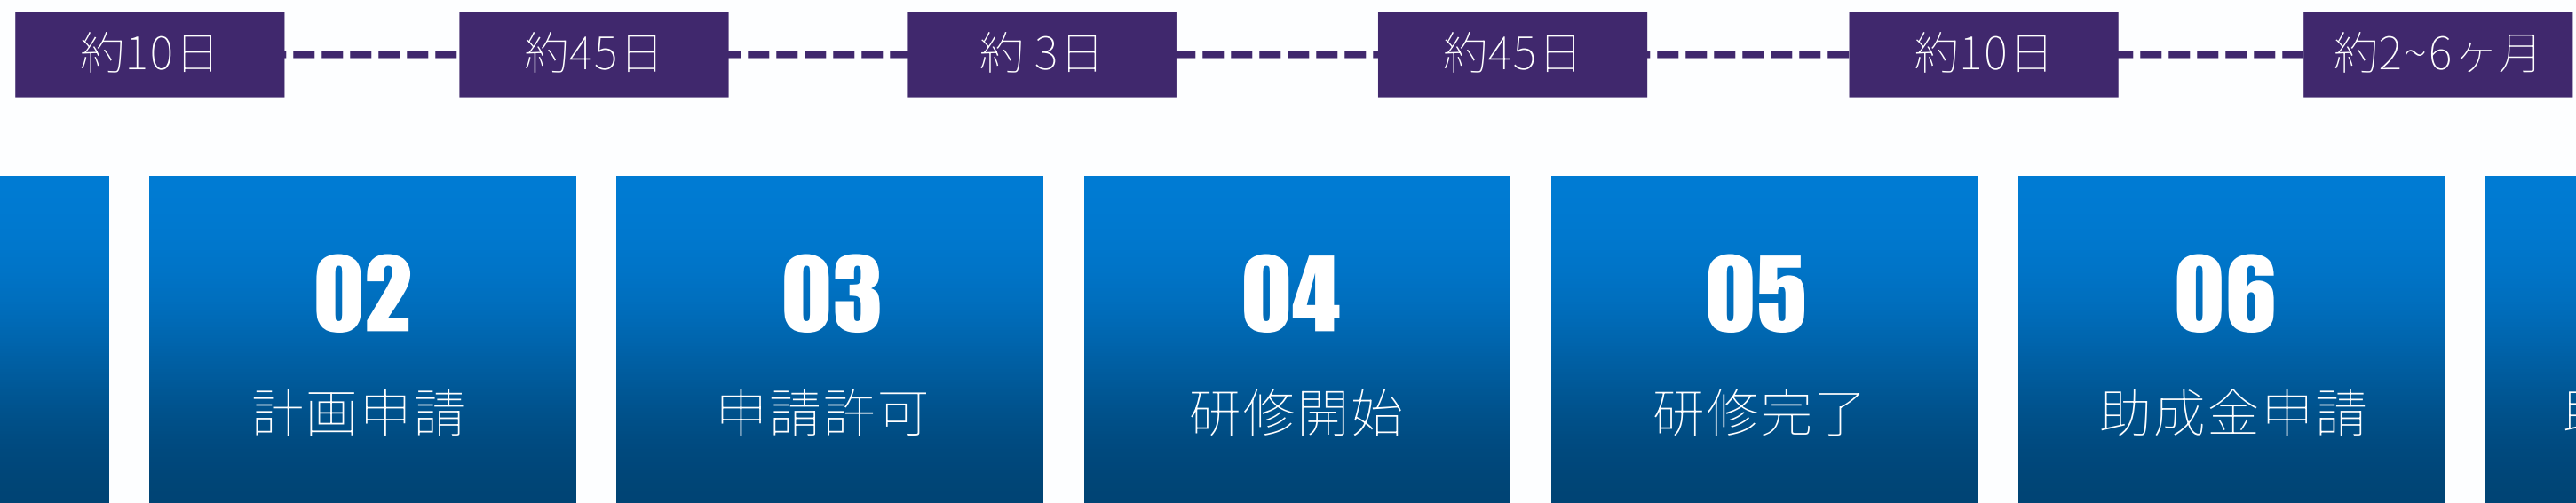 約10日
約45日
約 3日
約45日
約10日
約2~6ヶ月
02
計画申請
03
申請許可
04
研修開始
05
研修完了
06
助成金申請